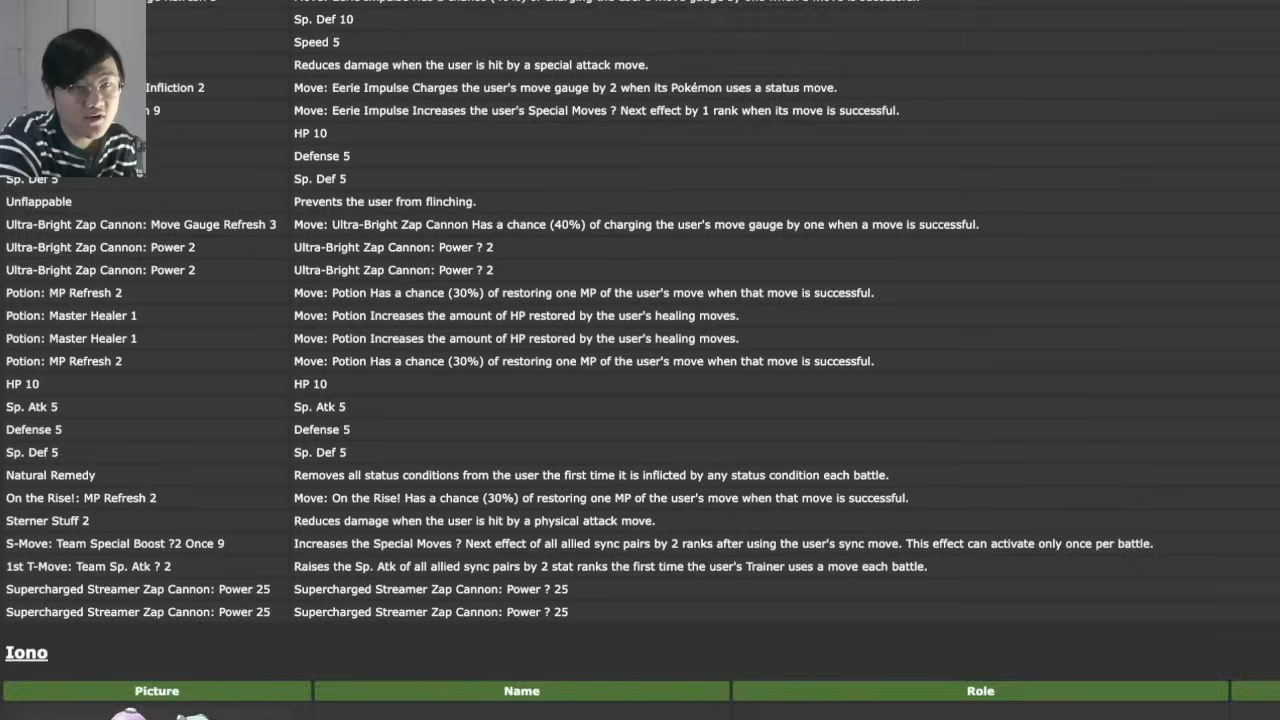 Sp. Def 10
Speed 5
Reduces damage when the user is hit by a special attack move.
Infliction 2 Move: Eerie Impulse Charges the user's move gauge by 2 when its Pokémon uses a status move.
9 Move: Eerie Impulse Increases the user's Special Moves ? Next effect by 1 rank when its move is successful.
HP 10
Defense 5
Sp. Def 5 Sp. Def 5
Unflappable Prevents the user from flinching.
Ultra-Bright Zap Cannon: Move Gauge Refresh 3 Move: Ultra-Bright Zap Cannon Has a chance (40%) of charging the user's move gauge by one when a move is successful.
Ultra-Bright Zap Cannon: Power 2 Ultra-Bright Zap Cannon: Power ? 2
Ultra-Bright Zap Cannon: Power 2 Ultra-Bright Zap Cannon: Power ? 2
Potion: MP Refresh 2 Move: Potion Has a chance (30%) of restoring one MP of the user's move when that move is successful.
Potion: Master Healer 1 Move: Potion Increases the amount of HP restored by the user's healing moves.
Potion: Master Healer 1 Move: Potion Increases the amount of HP restored by the user's healing moves.
Potion: MP Refresh 2 Move: Potion Has a chance (30%) of restoring one MP of the user's move when that move is successful.
HP 10 HP 10
Sp. Atk 5 Sp. Atk 5
Defense 5 Defense 5
Sp. Def 5 Sp. Def 5
Natural Remedy Removes all status conditions from the user the first time it is inflicted by any status condition each battle.
On the Rise!: MP Refresh 2 Move: On the Rise! Has a chance (30%) of restoring one MP of the user's move when that move is successful.
Sterner Stuff 2 Reduces damage when the user is hit by a physical attack move.
S-Move: Team Special Boost ?2 Once 9 Increases the Special Moves ? Next effect of all allied sync pairs by 2 ranks after using the user's sync move. This effect can activate only once per battle.
1st T-Move: Team Sp. Atk ? 2 Raises the Sp. Atk of all allied sync pairs by 2 stat ranks the first time the user's Trainer uses a move each battle.
Supercharged Streamer Zap Cannon: Power 25 Supercharged Streamer Zap Cannon: Power ? 25
Supercharged Streamer Zap Cannon: Power 25 Supercharged Streamer Zap Cannon: Power ? 25
Iono
Picture Name Role